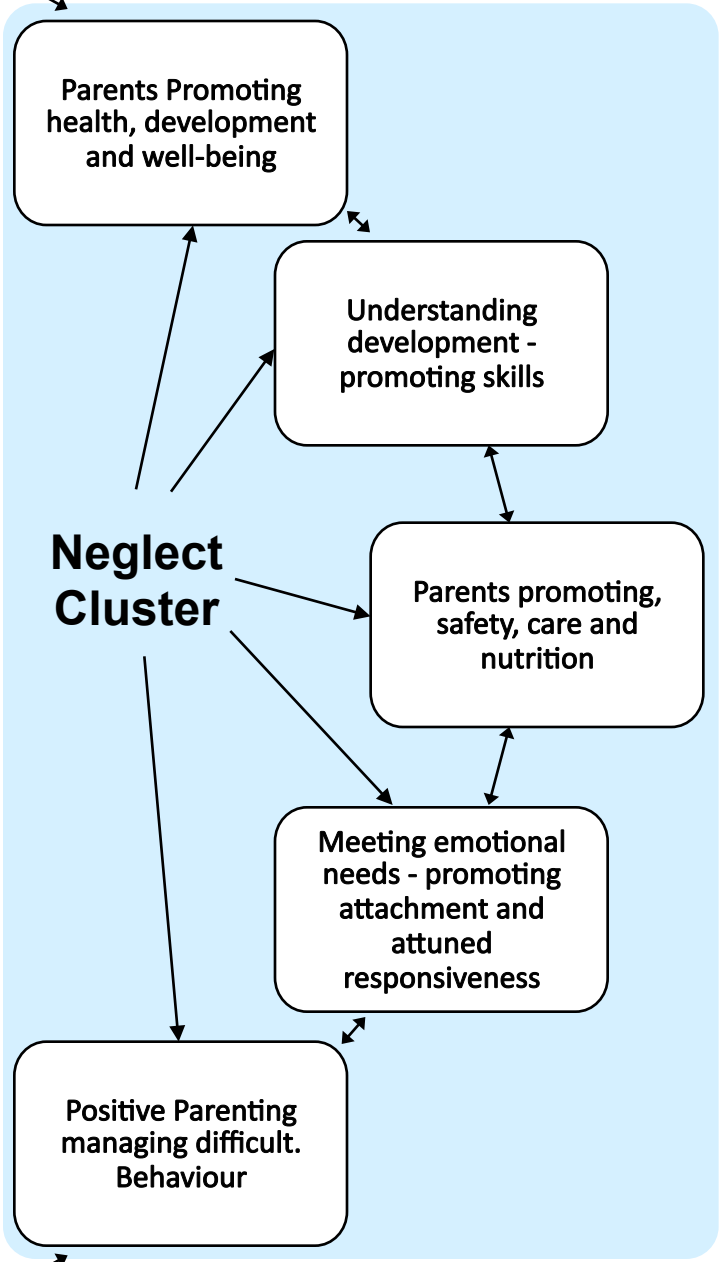 Parents Promoting
health, development
and well-being
Understanding
development -
promoting skills
Neglect
Cluster
Parents promoting,
safety, care and
nutrition
Meeting emotional
needs - promoting
attachment and
attuned
responsiveness
Positive Parenting
managing difficult.
Behaviour